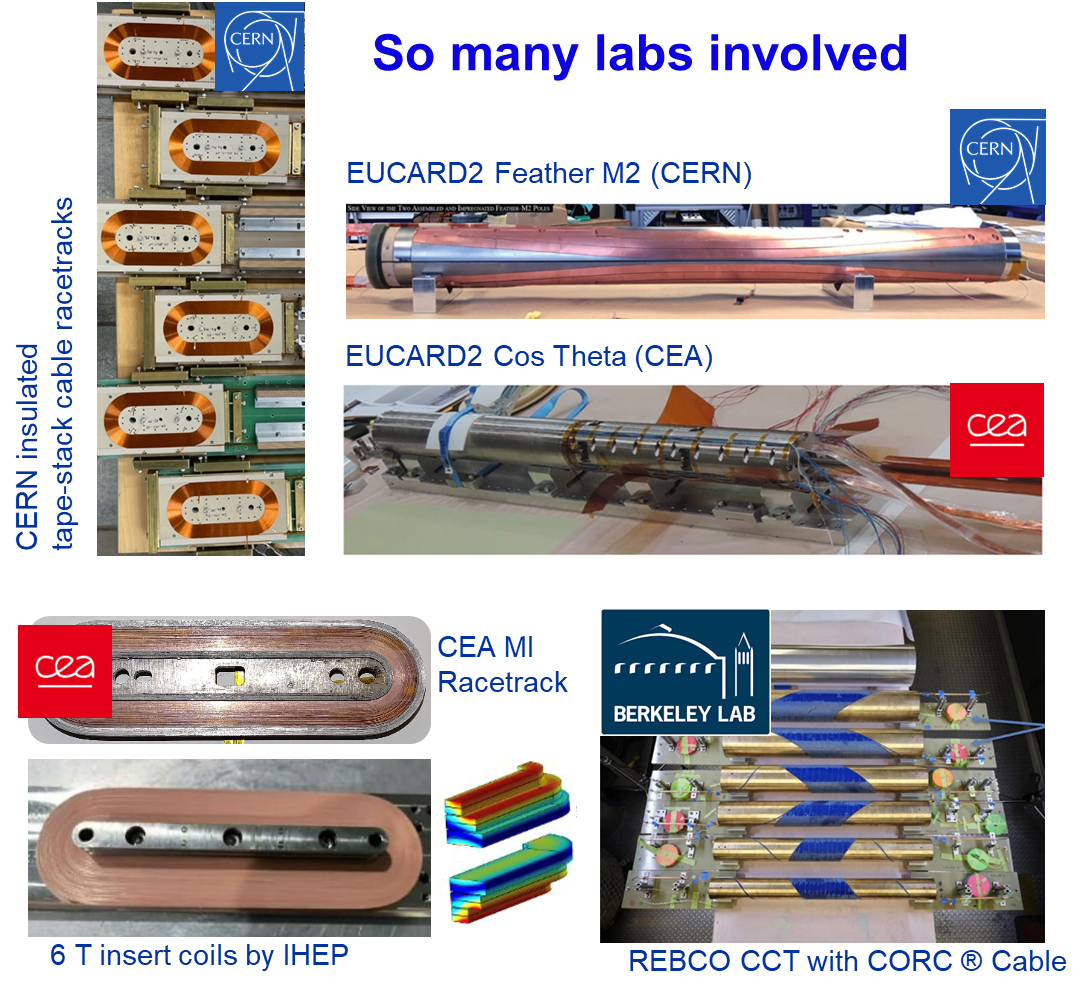 So many labs involved
CERN
CERN insulated
tape-stack cable racetracks
EUCARD2 Feather M2 (CERN)
CERN
SIDE VIEW OF THE TWO ASSEMBLED AND IMPREGNATED FEATHER-M2 POLES
EUCARD2 Cos Theta (CEA)
cea
cea
CEA MI
Racetrack
6 T insert coils by IHEP
BERKELEY LAB
REBCO CCT with CORC ® Cable